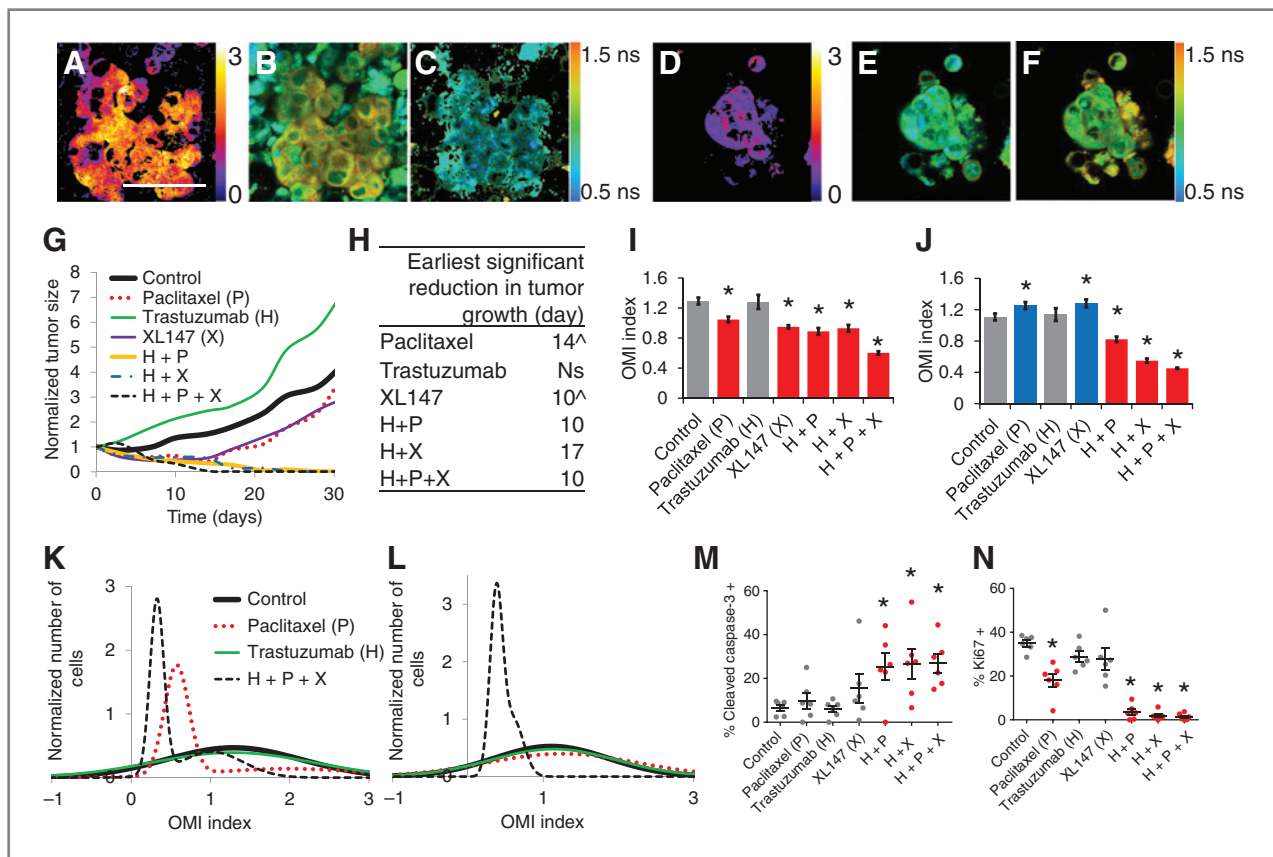 A
3
0
B
C
1.5 ns
0.5 ns
D
3
0
E
F
1.5 ns
0.5 ns
G
Normalized tumor size
8
7
6
5
4
3
2
1
0
0 10 20 30
Time (days)
Control
Paclitaxel (P)
Trastuzumab (H)
XL147 (X)
H + P
H + X
H + P + X
H
Earliest significant
reduction in tumor
growth (day)
Paclitaxel 14^
Trastuzumab Ns
XL147 10^
H+P 10
H+X 17
H+P+X 10
I
OMI index
1.6
1.2
0.9
0.4
0
* * * * *
Control
Paclitaxel (P)
Trastuzumab (H)
XL147 (X)
H + P
H + X
H + P + X
J
OMI index
1.6
1.2
0.8
0.4
0
* * * * *
Control
Paclitaxel (P)
Trastuzumab (H)
XL147 (X)
H + P
H + X
H + P + X
K
Normalized number of
cells
3
2
1
0
–1 0 1 2 3
OMI index
Control
Paclitaxel (P)
Trastuzumab (H)
H + P + X
L
Normalized number of
cells
3
2
1
0
–1 1 3
OMI index
M
% Cleaved caspase-3 +
60
40
20
0
* * *
Control
Paclitaxel (P)
Trastuzumab (H)
XL147 (X)
H + P
H + X
H + P + X
N
% Ki67 +
60
40
20
0
* * * *
Control
Paclitaxel (P)
Trastuzumab (H)
XL147 (X)
H + P
H + X
H + P + X